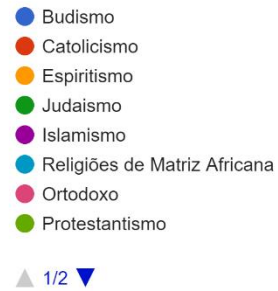 Budismo
Catolicismo
Espiritismo
Judaismo
Islamismo
Religiões de Matriz Africana
Ortodoxo
Protestantismo
1/2